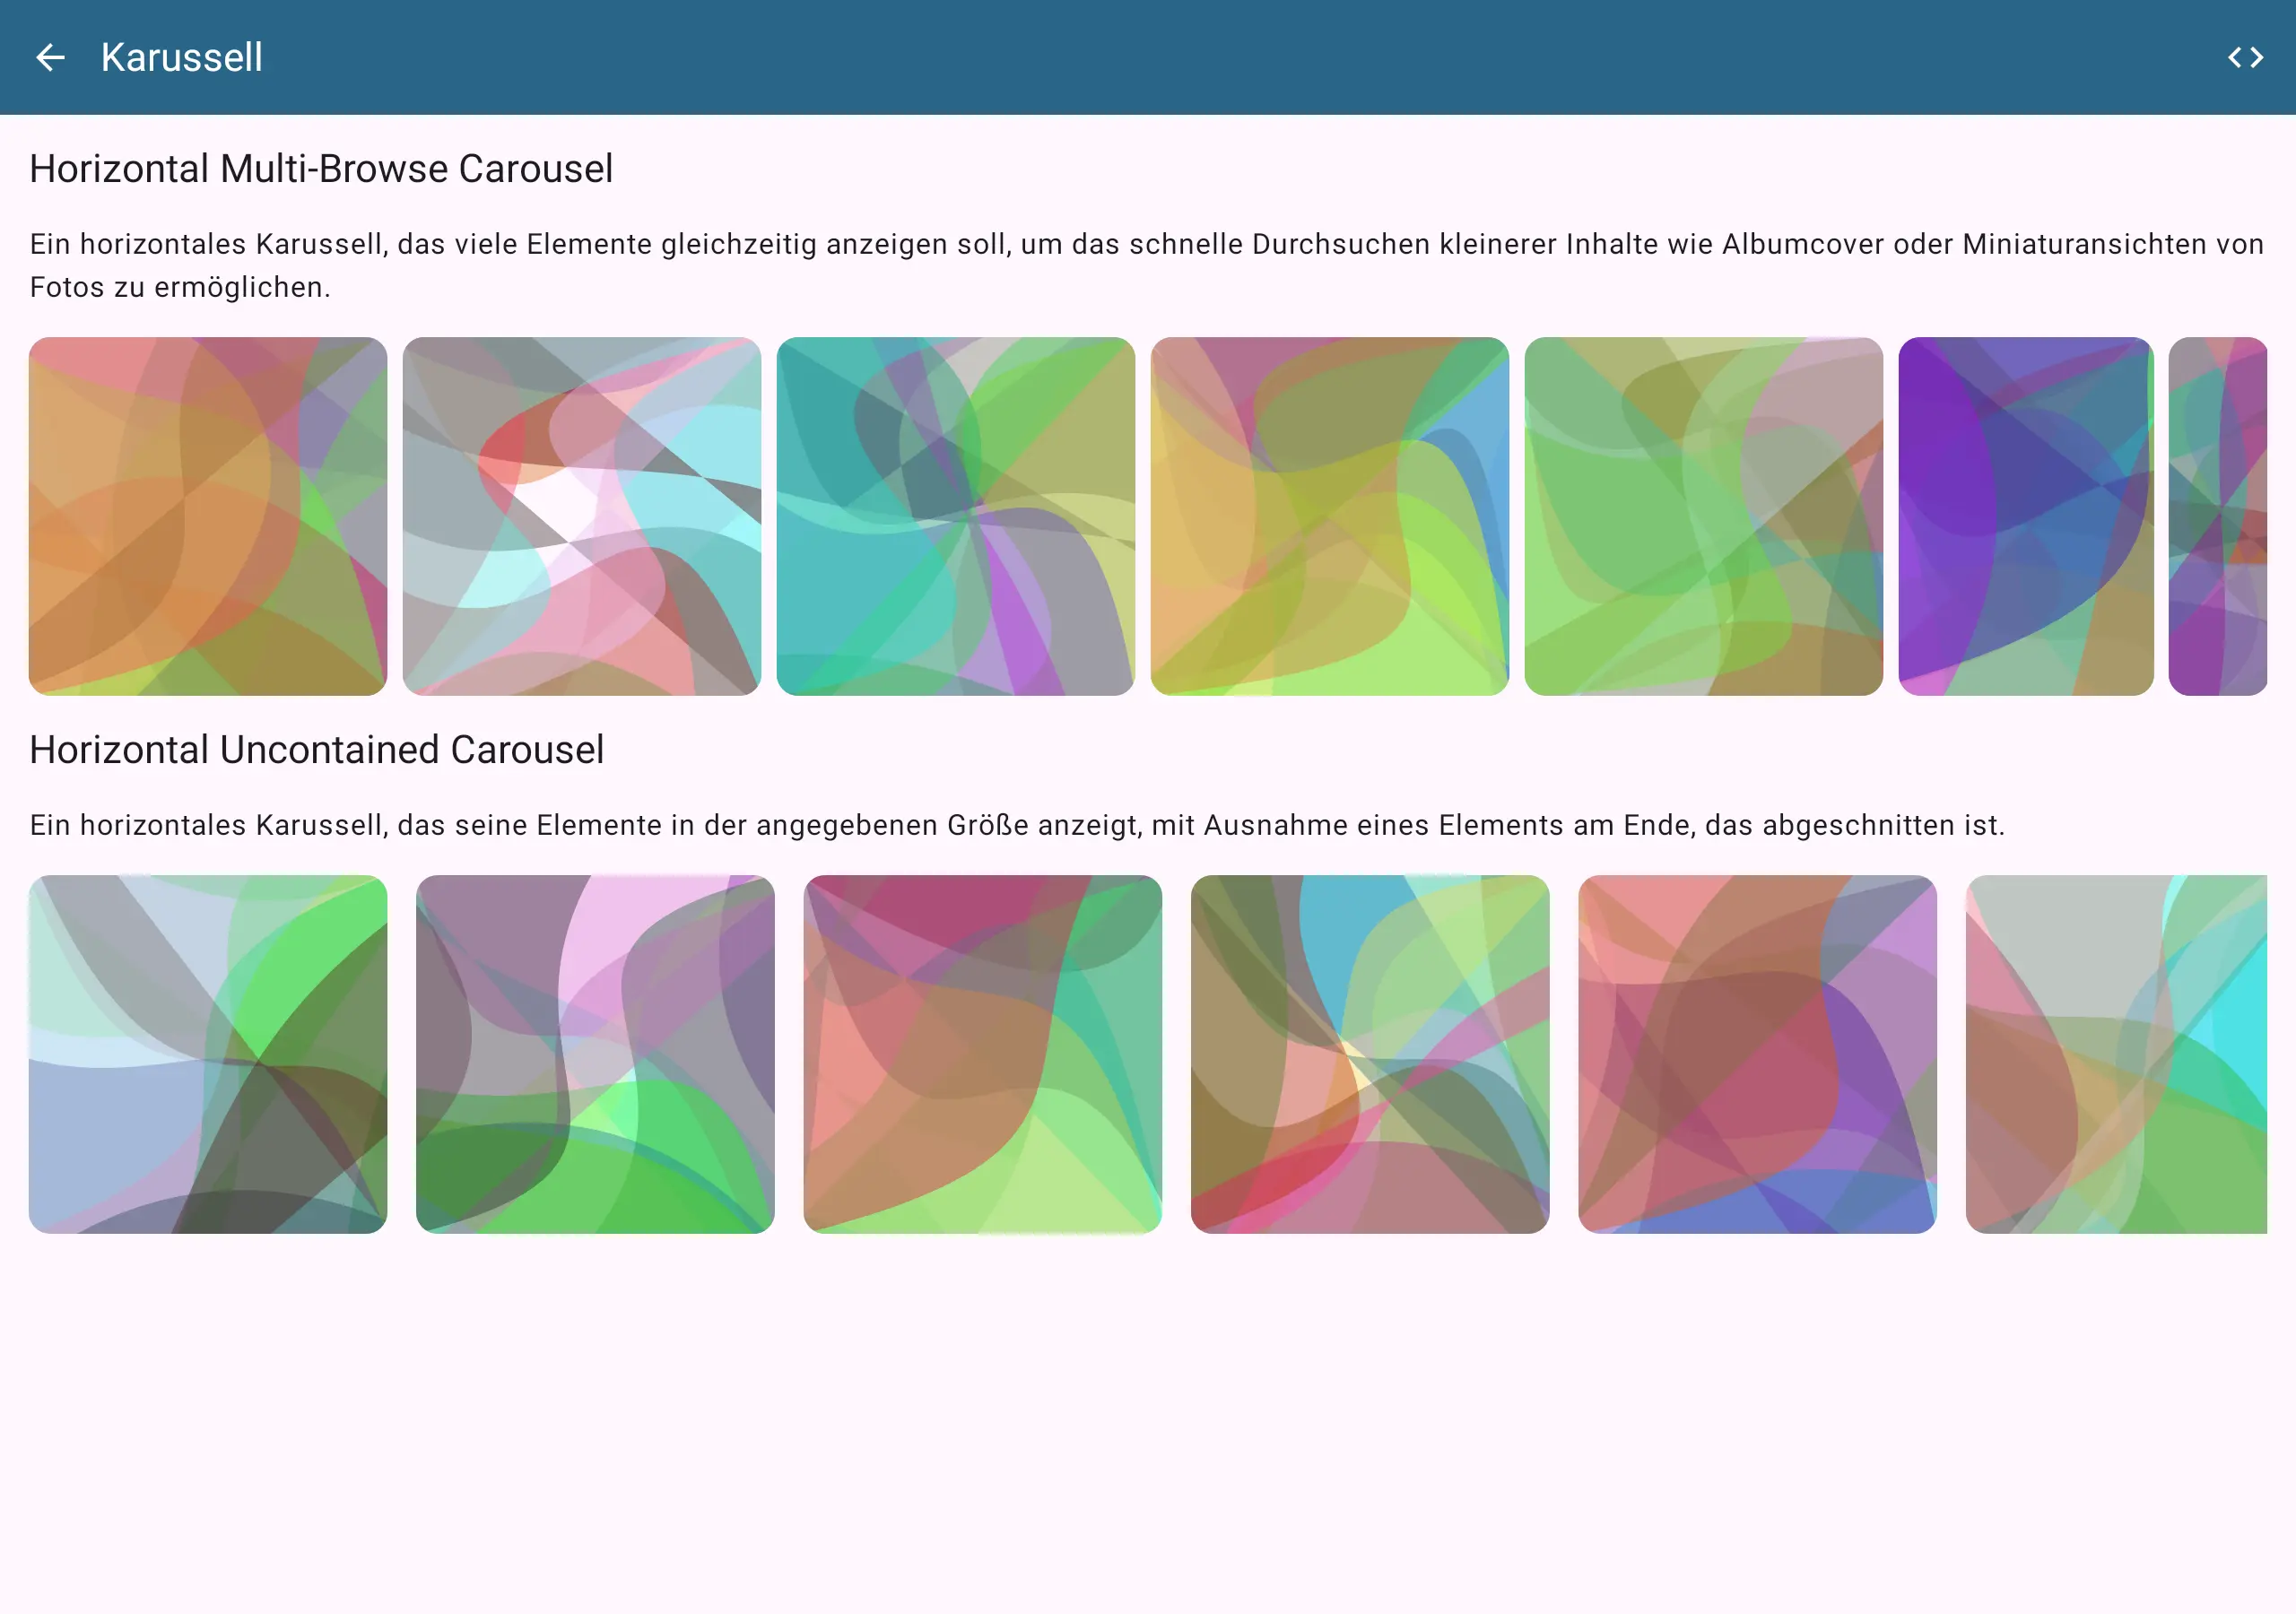 Karussell
Horizontal Multi-Browse Carousel
Ein horizontales Karussell, das viele Elemente gleichzeitig anzeigen soll, um das schnelle Durchsuchen kleinerer Inhalte wie Albumcover oder Miniaturansichten von
Fotos zu ermöglichen.
Horizontal Uncontained Carousel
Ein horizontales Karussell, das seine Elemente in der angegebenen Größe anzeigt, mit Ausnahme eines Elements am Ende, das abgeschnitten ist.